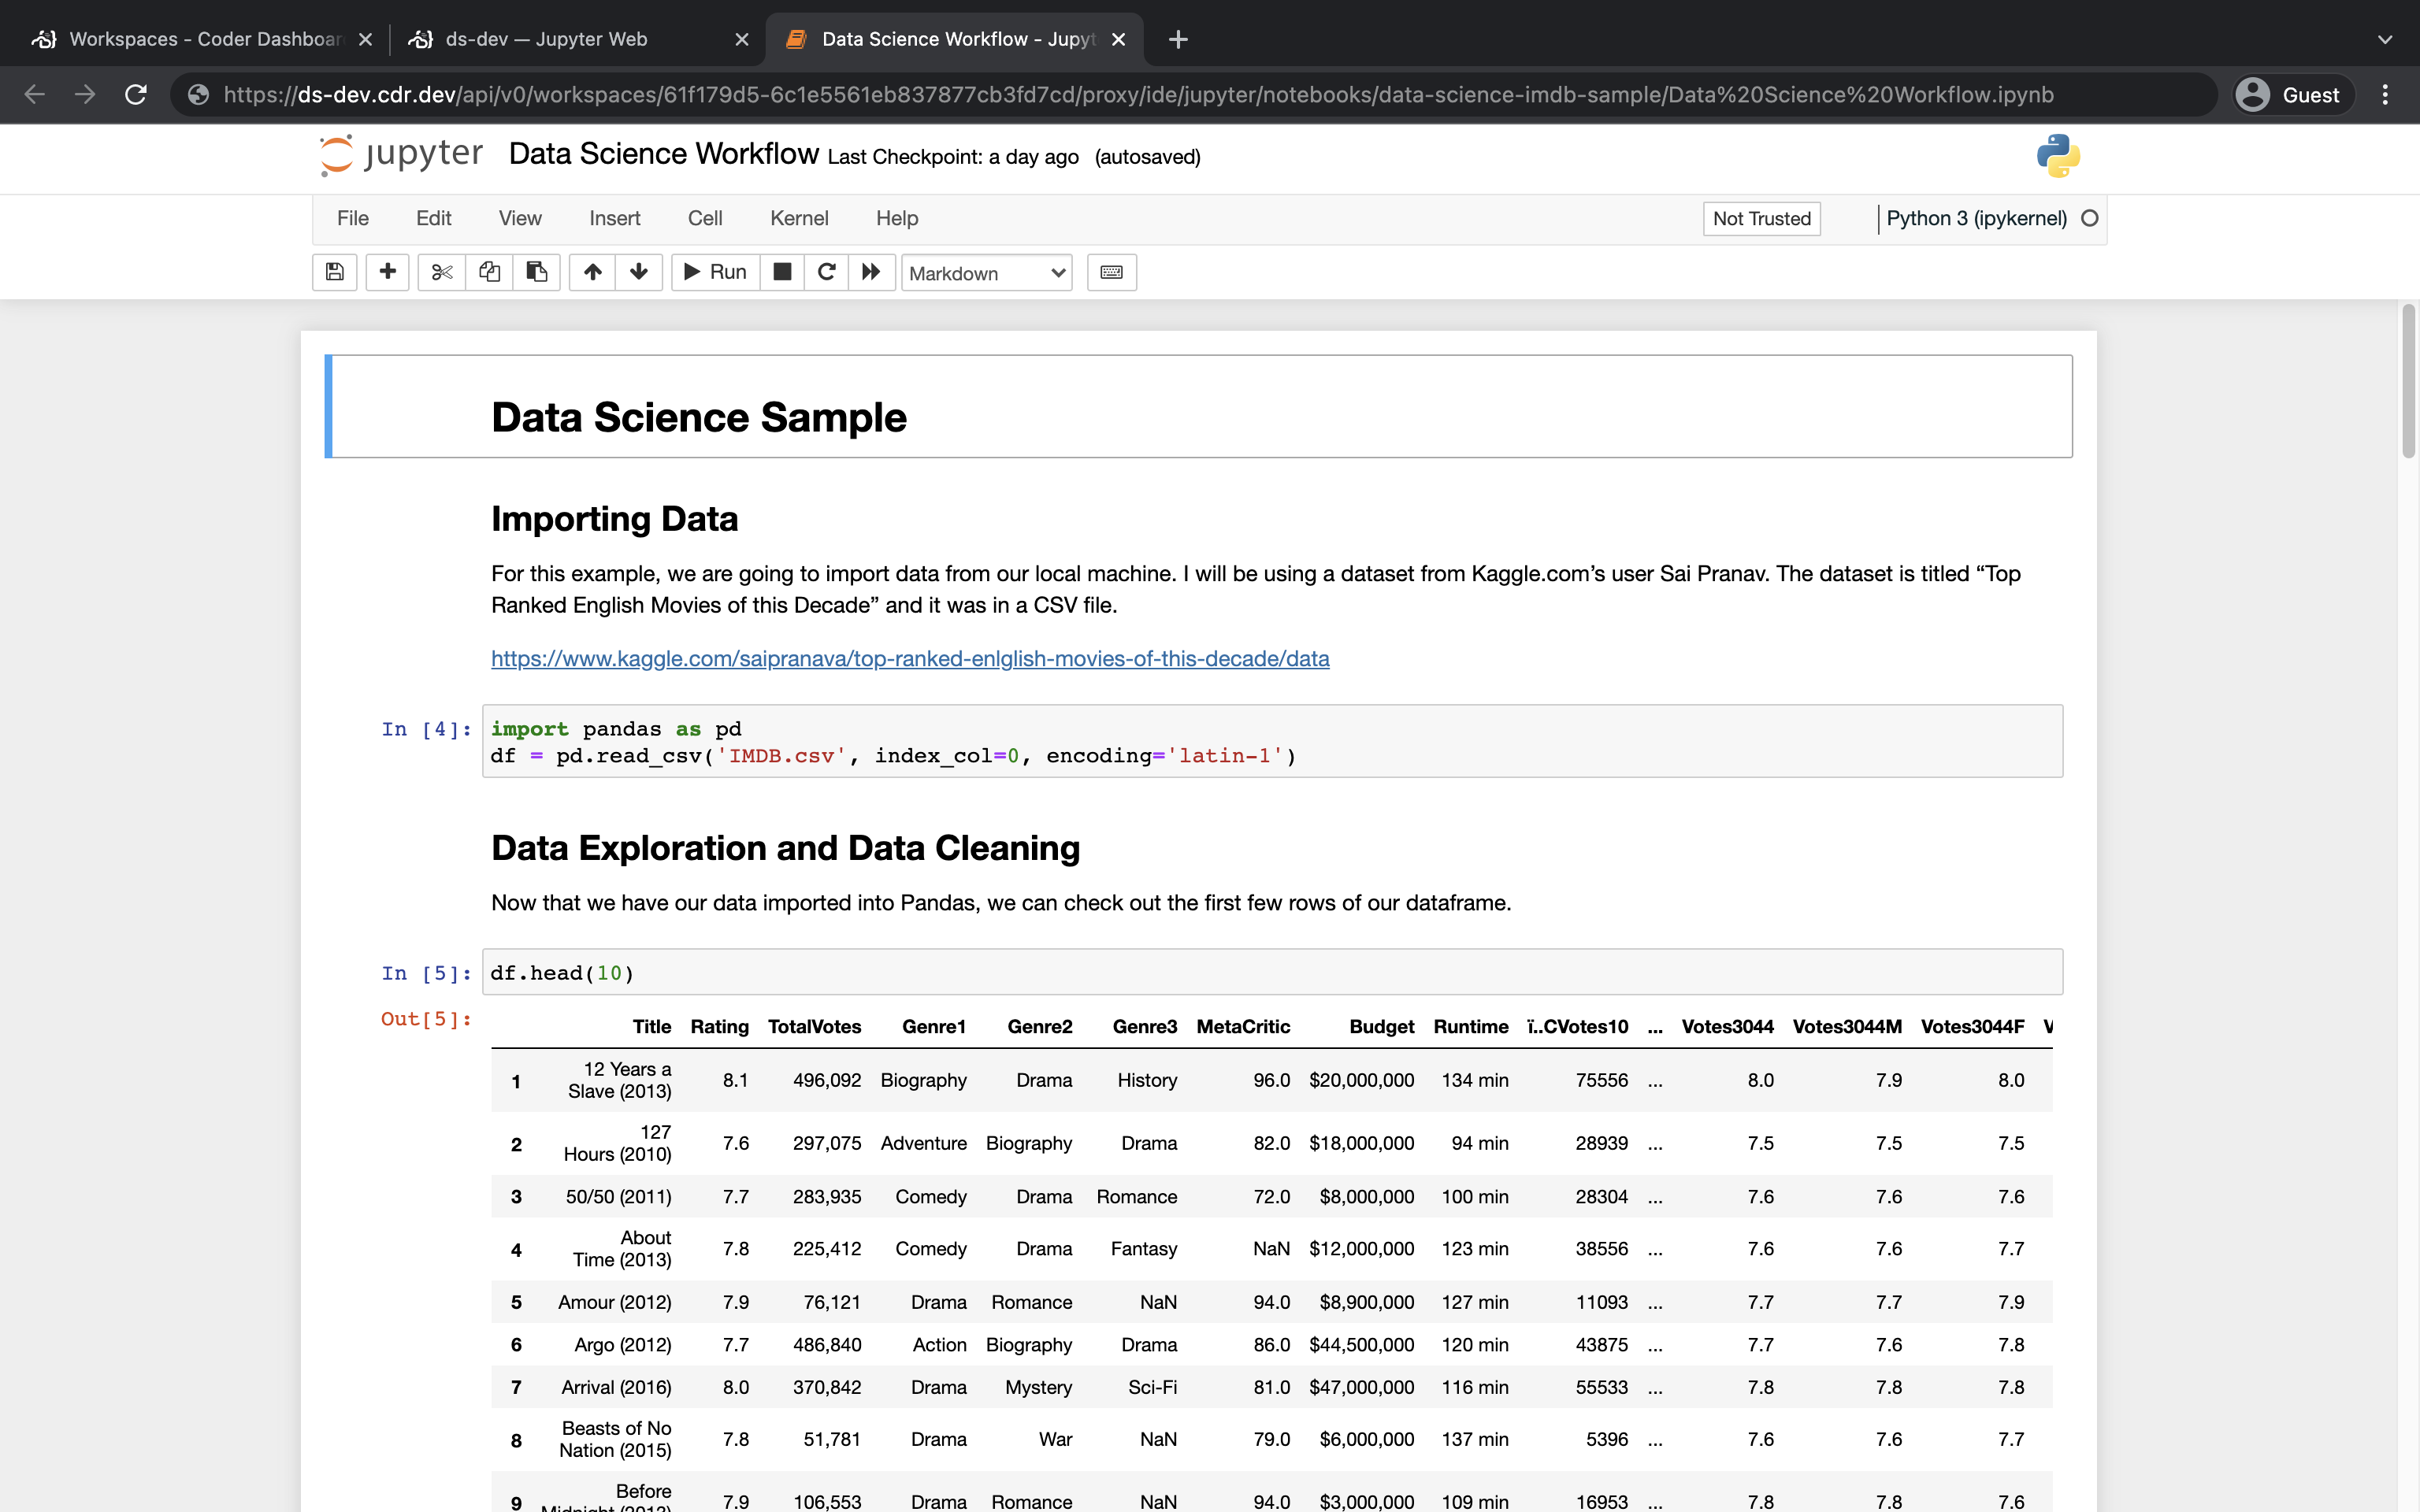 Workspaces - Coder Dashboar
ds-dev — Jupyter Web
Data Science Workflow - Jupyt
https://ds-dev.cdr.dev/api/v0/workspaces/61f179d5-6c1e5561eb837877cb3fd7cd/proxy/ide/jupyter/notebooks/data-science-imdb-sample/Data%20Science%20Workflow.ipynb
Guest
jupyter Data Science Workflow Last Checkpoint: a day ago (autosaved)
File Edit View Insert Cell Kernel Help Not Trusted Python 3 (ipykernel)
Run Markdown
Data Science Sample
Importing Data
For this example, we are going to import data from our local machine. I will be using a dataset from Kaggle.com’s user Sai Pranav. The dataset is titled “Top
Ranked English Movies of this Decade” and it was in a CSV file.
https://www.kaggle.com/saipranava/top-ranked-enlglish-movies-of-this-decade/data
In [4]: import pandas as pd
df = pd.read_csv('IMDB.csv', index_col=0, encoding='latin-1')
Data Exploration and Data Cleaning
Now that we have our data imported into Pandas, we can check out the first few rows of our dataframe.
In [5]: df.head(10)
Out[5]:
Title Rating TotalVotes Genre1 Genre2 Genre3 MetaCritic Budget Runtime ï..CVotes10 ... Votes3044 Votes3044M Votes3044F
1 12 Years a Slave (2013) 8.1 496,092 Biography Drama History 96.0 $20,000,000 134 min 75556 ... 8.0 7.9 8.0
2 127 Hours (2010) 7.6 297,075 Adventure Biography Drama 82.0 $18,000,000 94 min 28939 ... 7.5 7.5 7.5
3 50/50 (2011) 7.7 283,935 Comedy Drama Romance 72.0 $8,000,000 100 min 28304 ... 7.6 7.6 7.6
4 About Time (2013) 7.8 225,412 Comedy Drama Fantasy NaN $12,000,000 123 min 38556 ... 7.6 7.6 7.7
5 Amour (2012) 7.9 76,121 Drama Romance NaN 94.0 $8,900,000 127 min 11093 ... 7.7 7.7 7.9
6 Argo (2012) 7.7 486,840 Action Biography Drama 86.0 $44,500,000 120 min 43875 ... 7.7 7.6 7.8
7 Arrival (2016) 8.0 370,842 Drama Mystery Sci-Fi 81.0 $47,000,000 116 min 55533 ... 7.8 7.8 7.8
8 Beasts of No Nation (2015) 7.8 51,781 Drama War NaN 79.0 $6,000,000 137 min 5396 ... 7.6 7.6 7.7
9 Before Midnight (2013) 7.9 106,553 Drama Romance NaN 94.0 $3,000,000 109 min 16953 ... 7.8 7.8 7.6